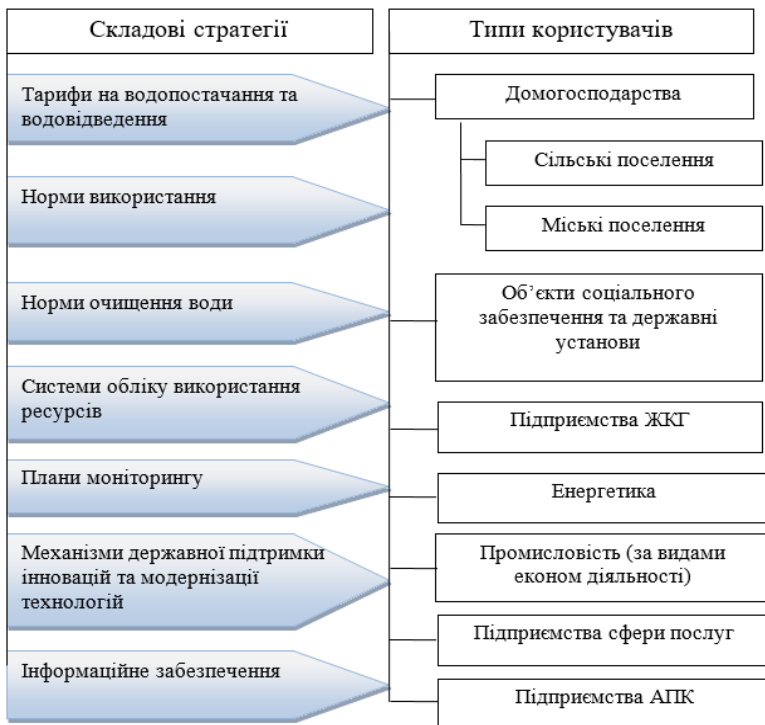 Складові стратегії
Тарифи на водопостачання та
водовідведення
Норми використання
Норми очищення води
Системи обліку використання
ресурсів
Плани моніторингу
Механізми державної підтримки
інновацій та модернізації
технологій
Інформаційне забезпечення
Типи користувачів
Домогосподарства
Сільські поселення
Міські поселення
Об’єкти соціального
забезпечення та державні
установи
Підприємства ЖКГ
Енергетика
Промисловість (за видами
економ діяльності)
Підприємства сфери послуг
Підприємства АПК